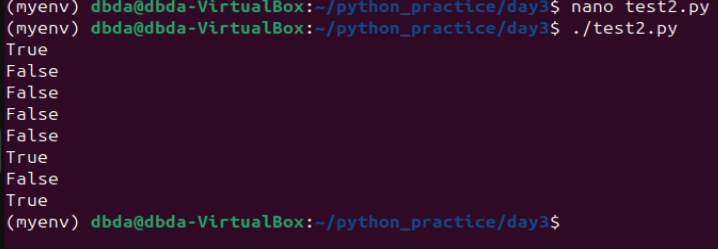 (myenv) dbda@dbda-VirtualBox:~/python_practice/day3$ nano test2.py
(myenv) dbda@dbda-VirtualBox:~/python_practice/day3$ ./test2.py
True
False
False
False
False
True
False
True
(myenv) dbda@dbda-VirtualBox:~/python_practice/day3$